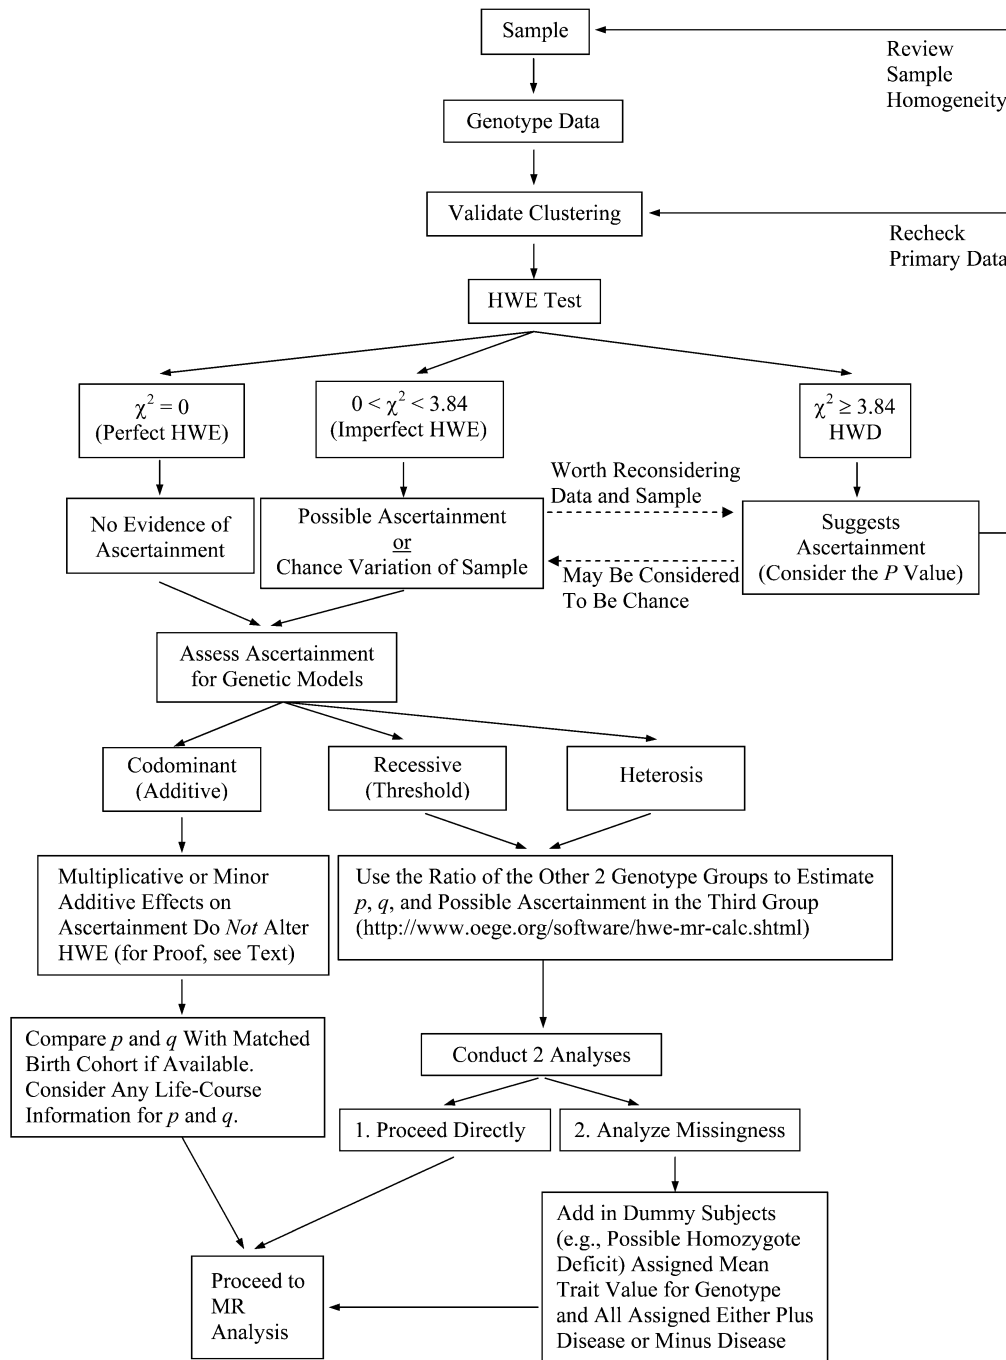 Sample
Review
Sample
Homogeneity
Genotype Data
Validate Clustering
Recheck
Primary Data
HWE Test
χ² = 0
(Perfect HWE)
0 < χ² < 3.84
(Imperfect HWE)
χ² ≥ 3.84
HWD
Worth Reconsidering
Data and Sample
No Evidence of
Ascertainment
Possible Ascertainment
or
Chance Variation of Sample
Suggests
Ascertainment
(Consider the P Value)
May Be Considered
To Be Chance
Assess Ascertainment
for Genetic Models
Codominant
(Additive)
Recessive
(Threshold)
Heterosis
Multiplicative or Minor
Additive Effects on
Ascertainment Do Not Alter
HWE (for Proof, see Text)
Use the Ratio of the Other 2 Genotype Groups to Estimate
p, q, and Possible Ascertainment in the Third Group
(http://www.oege.org/software/hwe-mr-calc.shtml)
Compare p and q With Matched
Birth Cohort if Available.
Consider Any Life-Course
Information for p and q.
Conduct 2 Analyses
1. Proceed Directly
2. Analyze Missingness
Add in Dummy Subjects
(e.g., Possible Homozygote
Deficit) Assigned Mean
Trait Value for Genotype
and All Assigned Either Plus
Disease or Minus Disease
Proceed to
MR
Analysis